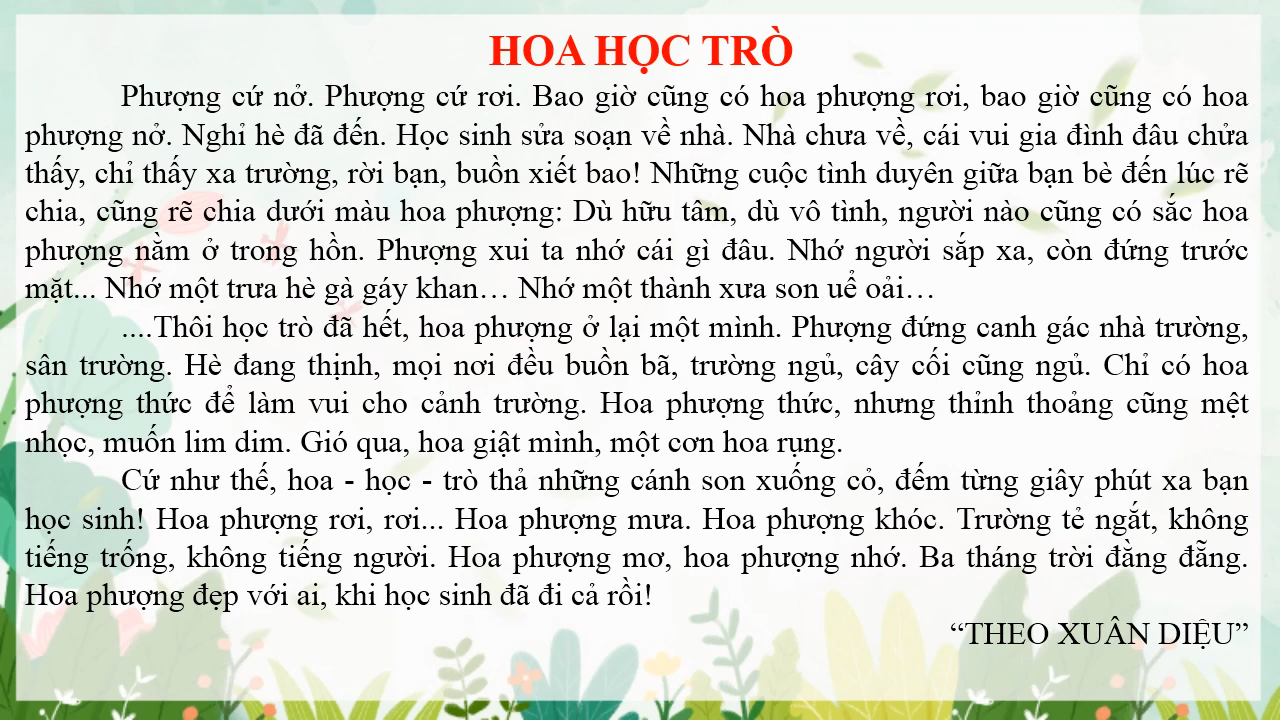 HOA HỌC TRÒ
Phượng cứ nở. Phượng cứ rơi. Bao giờ cũng có hoa phượng rơi, bao giờ cũng có hoa
phượng nở. Nghỉ hè đã đến. Học sinh sửa soạn về nhà. Nhà chưa về, cái vui gia đình đâu chửa
thấy, chỉ thấy xa trường, rời bạn, buồn xiết bao! Những cuộc tình duyên giữa bạn bè đến lúc rẽ
chia, cũng rẽ chia dưới màu hoa phượng: Dù hữu tâm, dù vô tình, người nào cũng có sắc hoa
phượng nằm ở trong hồn. Phượng xui ta nhớ cái gì đâu. Nhớ người sắp xa, còn đứng trước
mặt... Nhớ một trưa hè gà gáy khan… Nhớ một thành xưa son uể oải…
....Thôi học trò đã hết, hoa phượng ở lại một mình. Phượng đứng canh gác nhà trường,
sân trường. Hè đang thịnh, mọi nơi đều buồn bã, trường ngủ, cây cối cũng ngủ. Chỉ có hoa
phượng thức để làm vui cho cảnh trường. Hoa phượng thức, nhưng thỉnh thoảng cũng mệt
nhọc, muốn lim dim. Gió qua, hoa giật mình, một cơn hoa rụng.
Cứ như thế, hoa - học - trò thả những cánh son xuống cỏ, đếm từng giây phút xa bạn
học sinh! Hoa phượng rơi, rơi... Hoa phượng mưa. Hoa phượng khóc. Trường tẻ ngắt, không
tiếng trống, không tiếng người. Hoa phượng mơ, hoa phượng nhớ. Ba tháng trời đằng đẵng.
Hoa phượng đẹp với ai, khi học sinh đã đi cả rồi!
“THEO XUÂN DIỆU”